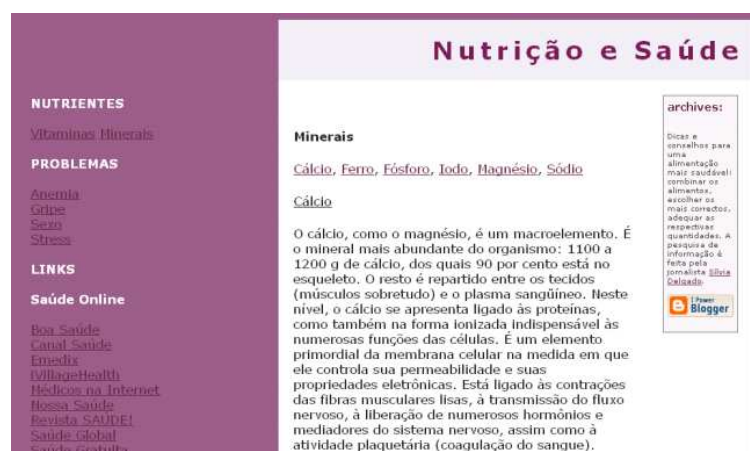 Nutrição e Saúde
NUTRIENTES
Vitaminas Minerais
PROBLEMAS
Anemia
Gripe
Sexo
Stress
LINKS
Saúde Online
Boa Saúde
Canal Saúde
Emedix
iVillageHealth
Médicos na Internet
Nossa Saúde
Revista SAÚDE!
Saúde Global
Saúde Gratuita
Minerais
Cálcio, Ferro, Fósforo, Iodo, Magnésio, Sódio
Cálcio
O cálcio, como o magnésio, é um macroelemento. É
o mineral mais abundante do organismo: 1100 a
1200 g de cálcio, dos quais 90 por cento está no
esqueleto. O resto é repartido entre os tecidos
(músculos sobretudo) e o plasma sangüíneo. Neste
nível, o cálcio se apresenta ligado às proteínas,
como também na forma ionizada indispensável às
numerosas funções das células. É um elemento
primordial da membrana celular na medida em que
ele controla sua permeabilidade e suas
propriedades eletrônicas. Está ligado às contrações
das fibras musculares lisas, à transmissão do fluxo
nervoso, à liberação de numerosos hormônios e
mediadores do sistema nervoso, assim como à
atividade plaquetária (coagulação do sangue).
archives:
Dicas e
conselhos para
uma
alimentação
mais saudável:
combinar os
alimentos,
escolher os
mais correctos,
adequar as
respectivas
quantidades. A
pesquisa de
informação é
feita pela
jornalista Sílvia
Delgado.
I Power
Blogger